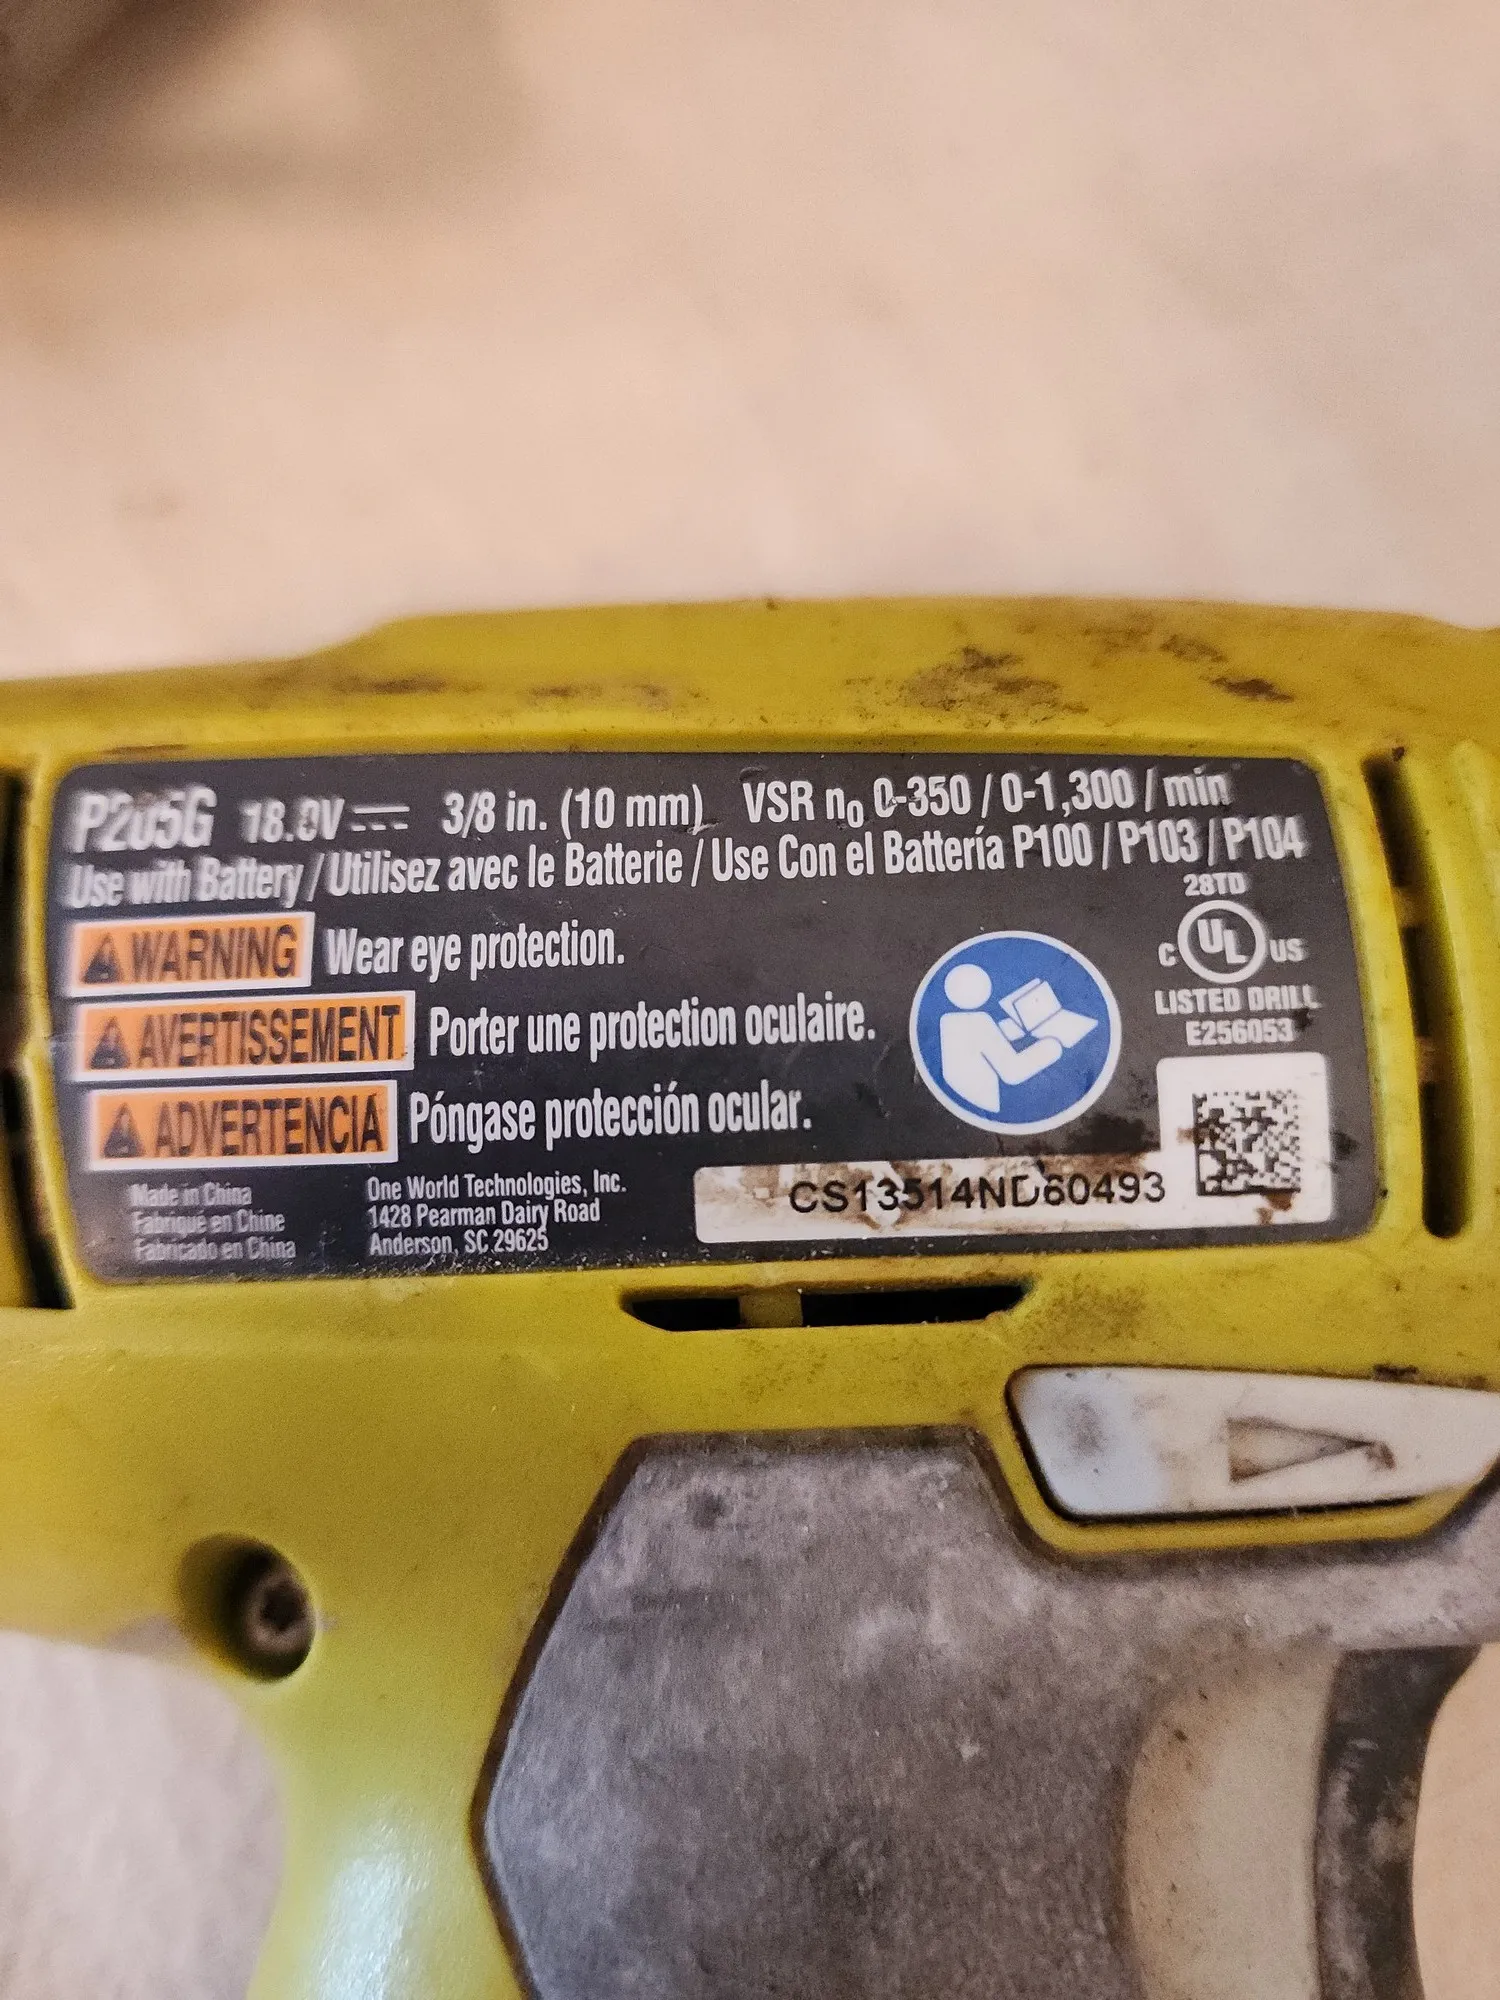 P205G 18.0V 3/8 in. (10 mm) VSR n₀ 0-350 / 0-1,300 / min
Use with Battery / Utilisez avec le Batterie / Use Con el Batteria P100 / P103 / P104
WARNING Wear eye protection.
AVERTISSEMENT Porter une protection oculaire.
ADVERTENCIA Póngase protección ocular.
28TD
C UL US
LISTED DRILL
E256053
Made in China
Fabriqué en Chine
Fabricado en China
One World Technologies, Inc.
1428 Pearman Dairy Road
Anderson, SC 29625
CS13514ND60493